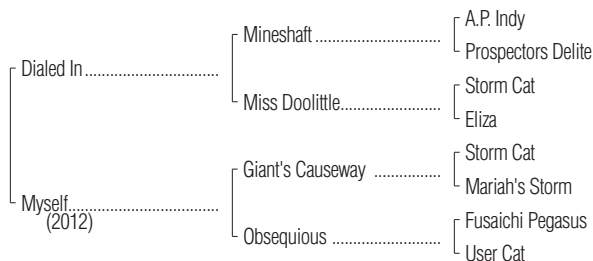 A.P. Indy
Mineshaft
Prospectors Delite
Dialed In
Storm Cat
Miss Doolittle
Eliza
Storm Cat
Giant's Causeway
Mariah's Storm
Myself
(2012)
Fusaichi Pegasus
Obsequious
User Cat